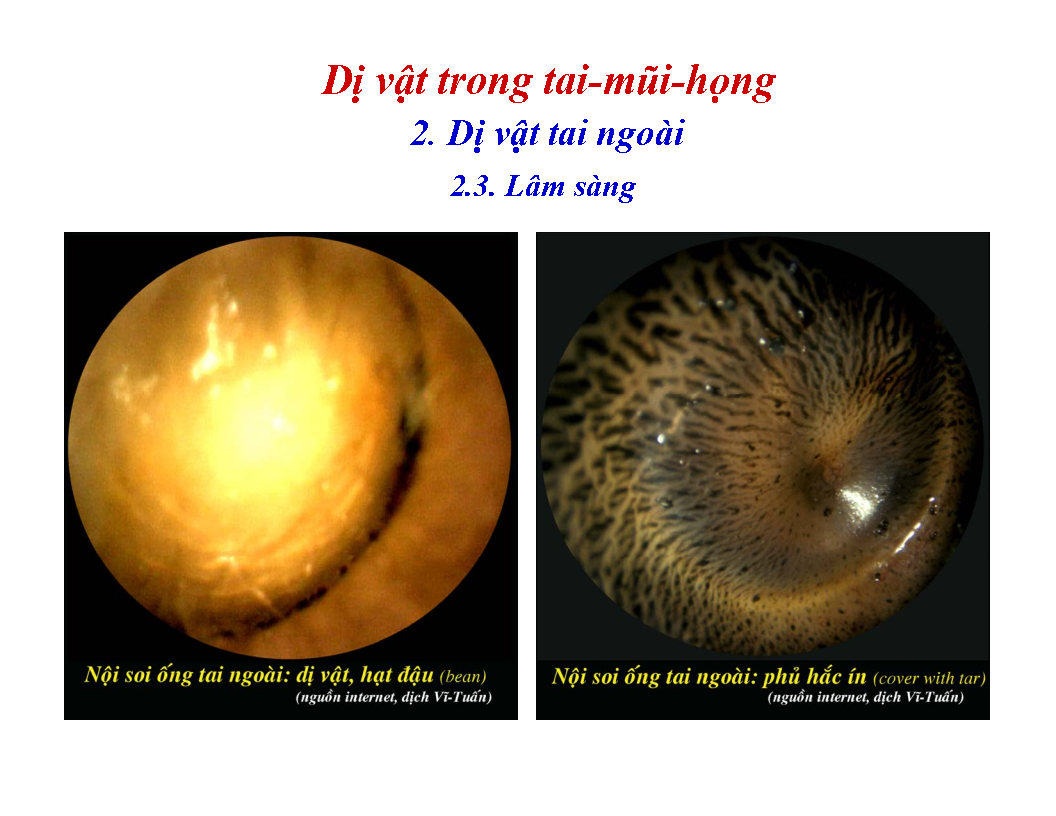 Dị vật trong tai-mũi-họng
2. Dị vật tai ngoài
2.3. Lâm sàng
Nội soi ống tai ngoài: dị vật, hạt đậu (bean)
(nguồn internet, dịch Vĩ-Tuấn)
Nội soi ống tai ngoài: phủ hắc ín (cover with tar)
(nguồn internet, dịch Vĩ-Tuấn)